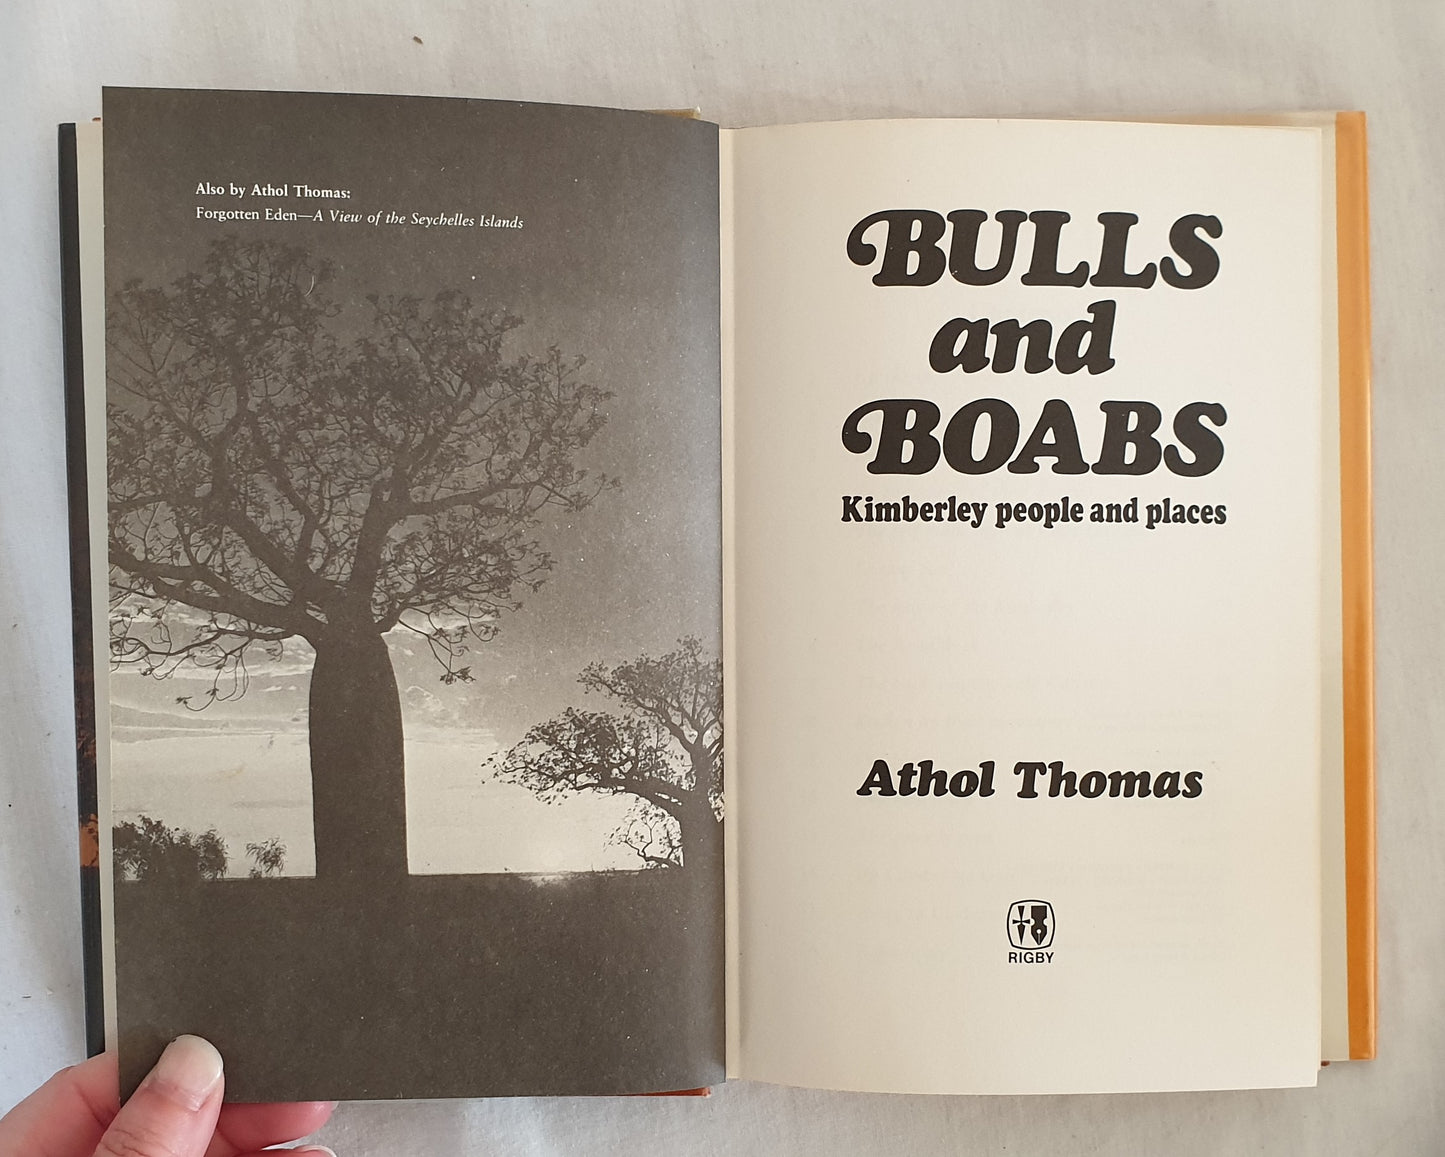 Also by Athol Thomas:
Forgotten Eden—A View of the Seychelles Islands
BULLS
and
BOABS
Kimberley people and places
Athol Thomas
RIGBY